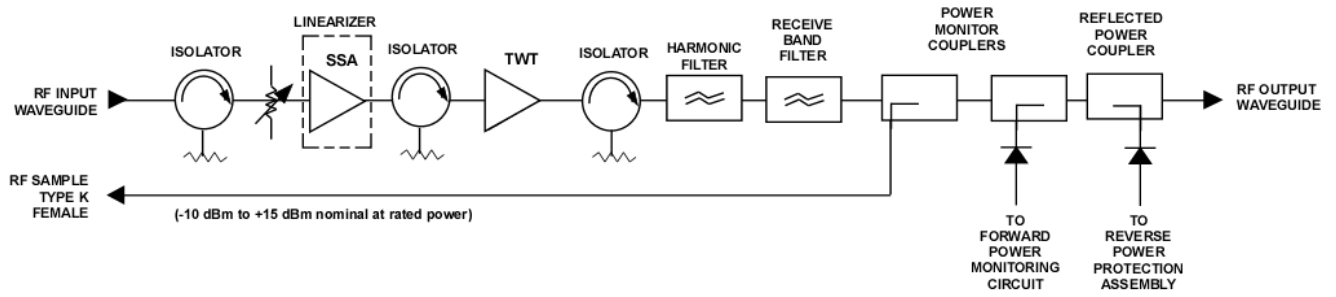 LINEARIZER
ISOLATOR
SSA
ISOLATOR
TWT
ISOLATOR
HARMONIC
FILTER
RECEIVE
BAND
FILTER
POWER
MONITOR
COUPLERS
REFLECTED
POWER
COUPLER
RF INPUT
WAVEGUIDE
RF OUTPUT
WAVEGUIDE
RF SAMPLE
TYPE K
FEMALE
(-10 dBm to +15 dBm nominal at rated power)
TO
FORWARD
POWER
MONITORING
CIRCUIT
TO
REVERSE
POWER
PROTECTION
ASSEMBLY